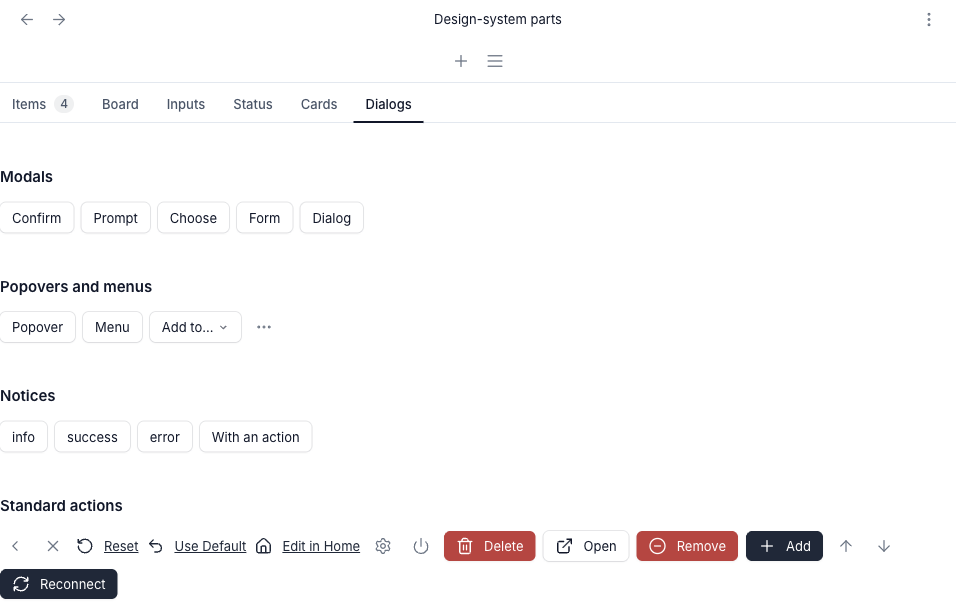 Design-system parts
Items 4 Board Inputs Status Cards Dialogs
Modals
Confirm Prompt Choose Form Dialog
Popovers and menus
Popover Menu Add to...
Notices
info success error With an action
Standard actions
Reset Use Default Edit in Home Delete Open Remove Add
Reconnect